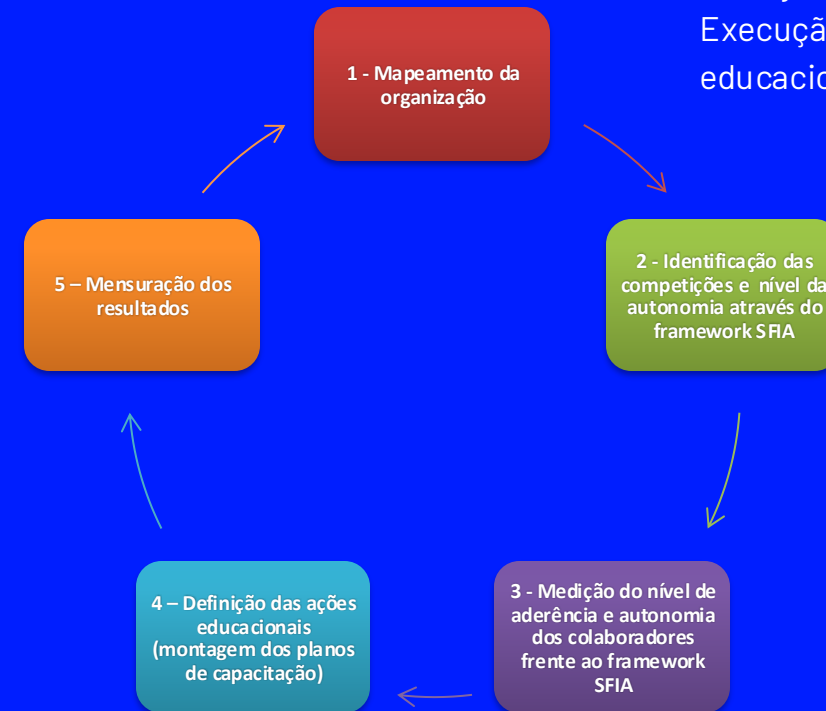 Execuçã
educacio
1 - Mapeamento da
organização
2 - Identificação das
competições e nível da
autonomia através do
framework SFIA
3 - Medição do nível de
aderência e autonomia
dos colaboradores
frente ao framework
SFIA
4 – Definição das ações
educacionais
(montagem dos planos
de capacitação)
5 – Mensuração dos
resultados